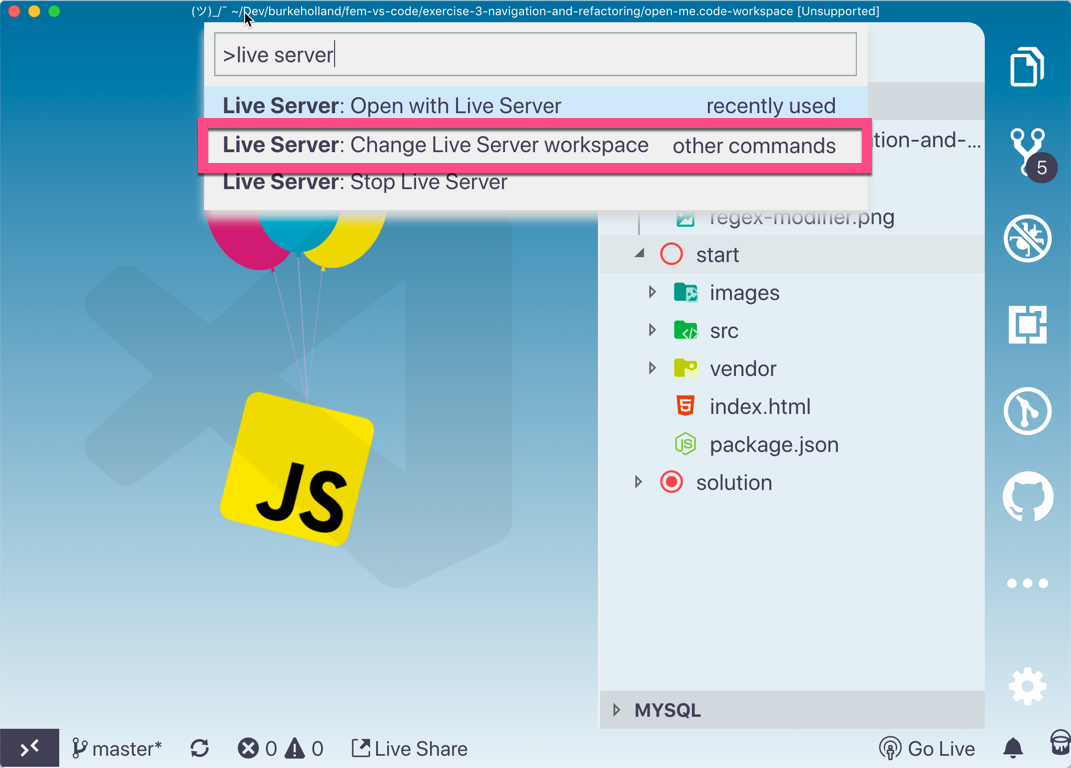 (ツ)_/¯ ~/Dev/burkeholland/fem-vs-code/exercise-3-navigation-and-refactoring/open-me.code-workspace [Unsupported]
>live server
Live Server: Open with Live Server recently used
Live Server: Change Live Server workspace other commands
tion-and-...
Live Server: Stop Live Server
regex-modifier.png
start
images
src
vendor
index.html
package.json
solution
JS
5
MYSQL
master* 0 0 Live Share Go Live